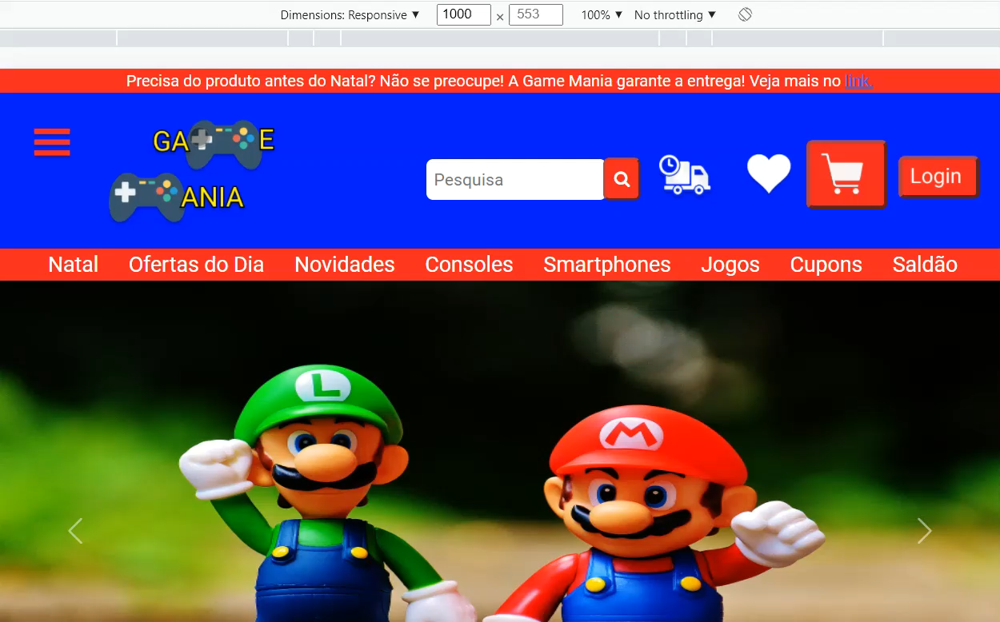 Dimensions: Responsive ▼ 1000 × 553 100% ▼ No throttling ▼
Precisa do produto antes do Natal? Não se preocupe! A Game Mania garante a entrega! Veja mais no link.
GA E
ANIA
Pesquisa
Login
Natal Ofertas do Dia Novidades Consoles Smartphones Jogos Cupons Saldão
L
M